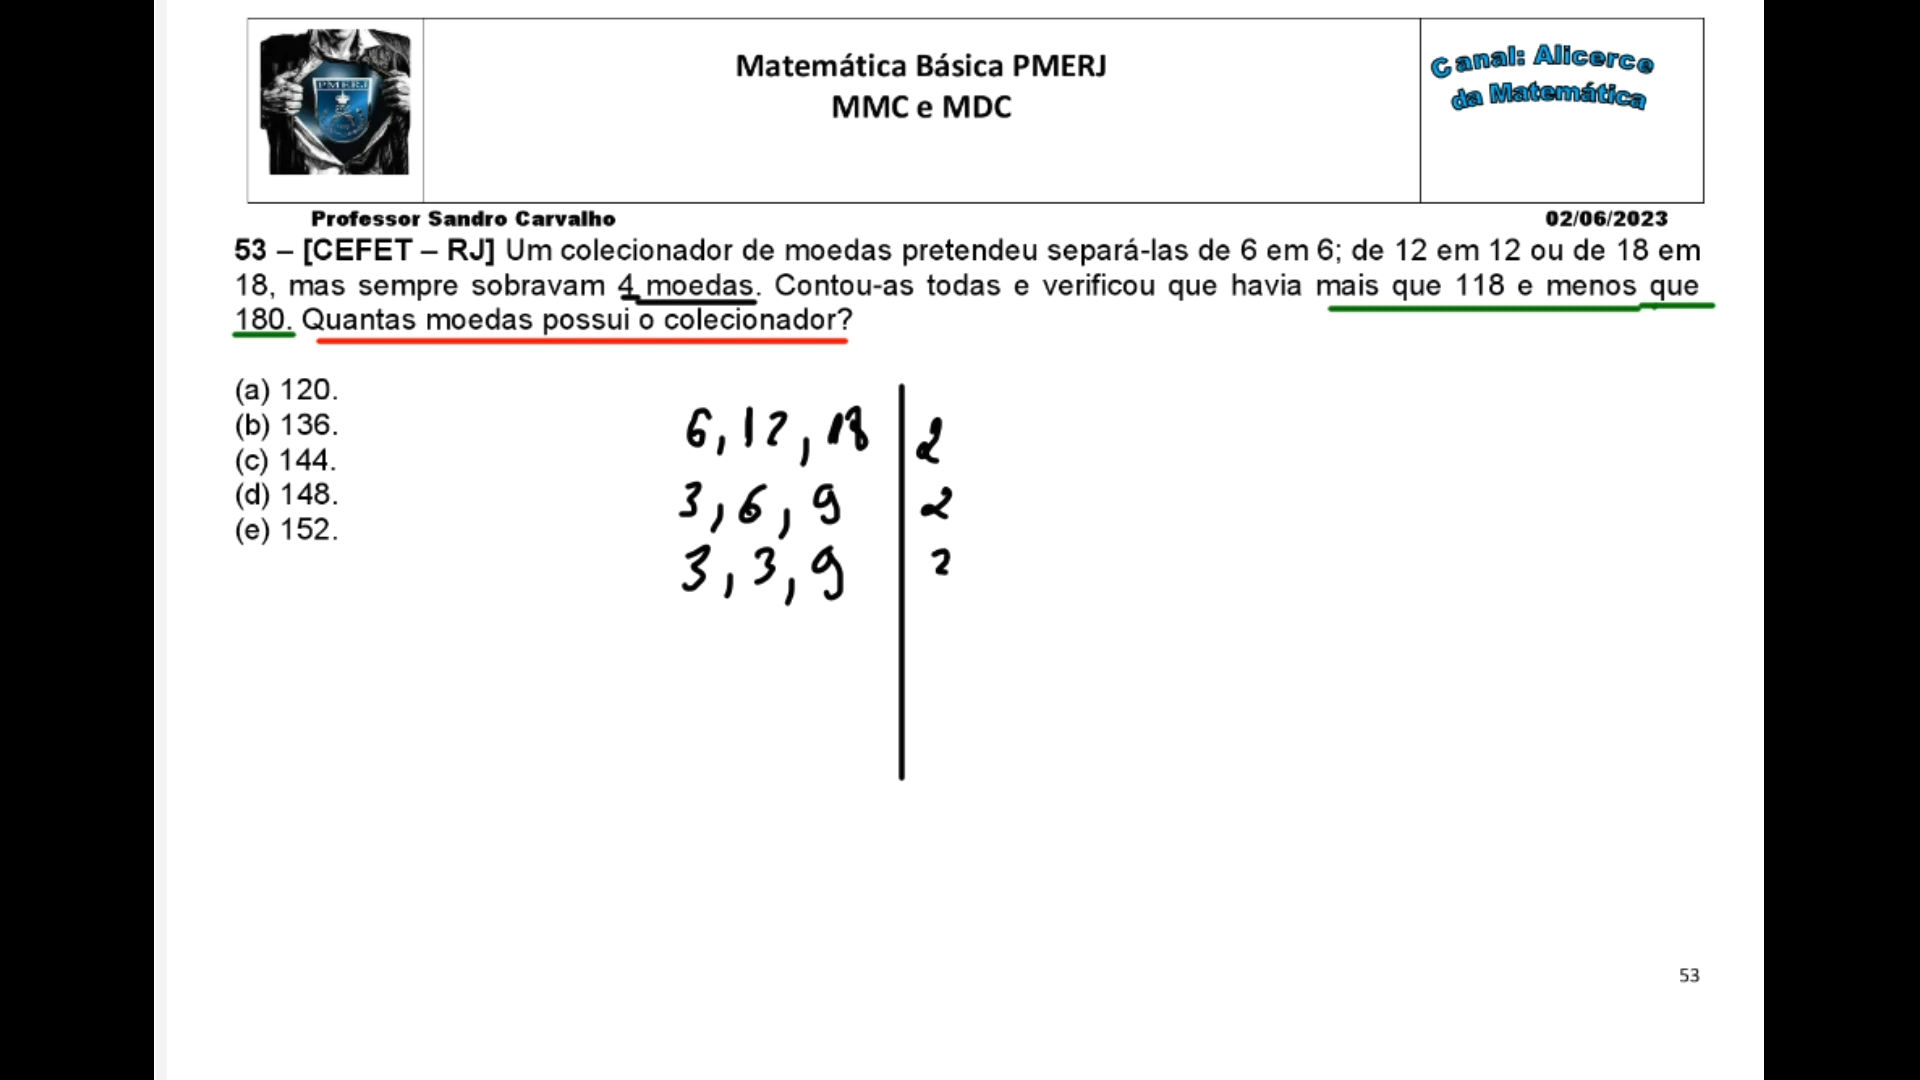 PMERJ
Matemática Básica PMERJ
MMC e MDC
Canal: Alicerce
da Matemática
Professor Sandro Carvalho
02/06/2023
53 – [CEFET – RJ] Um colecionador de moedas pretendeu separá-las de 6 em 6; de 12 em 12 ou de 18 em
18, mas sempre sobravam 4 moedas. Contou-as todas e verificou que havia mais que 118 e menos que
180. Quantas moedas possui o colecionador?
(a) 120.
(b) 136.
(c) 144.
(d) 148.
(e) 152.
6, 12, 18 2
3, 6, 9 2
3, 3, 9 2
53